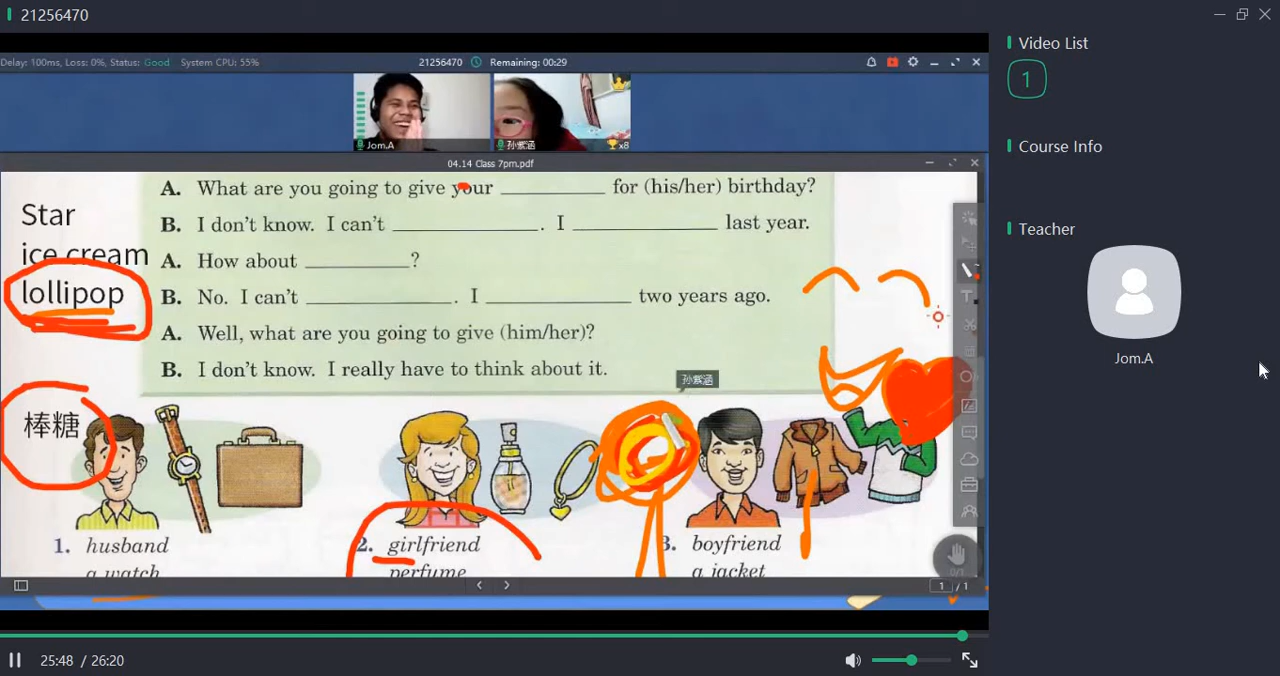 21256470
Video List
1
Course Info
Teacher
Jom.A
Delay: 100ms, Loss: 0%, Status: Good System CPU: 55%
21256470 Remaining: 00:29
Jom.A
孙紫涵
x8
04.14 Class 7pm.pdf
Star
ice cream
lollipop
棒糖
A. What are you going to give your __________ for (his/her) birthday?
B. I don't know. I can't ______________. I ______________ last year.
A. How about __________?
B. No. I can't ______________. I ______________ two years ago.
A. Well, what are you going to give (him/her)?
B. I don't know. I really have to think about it.
孙紫涵
1. husband
a watch
2. girlfriend
perfume
3. boyfriend
a jacket
0/1
1 / 1
25:48 / 26:20